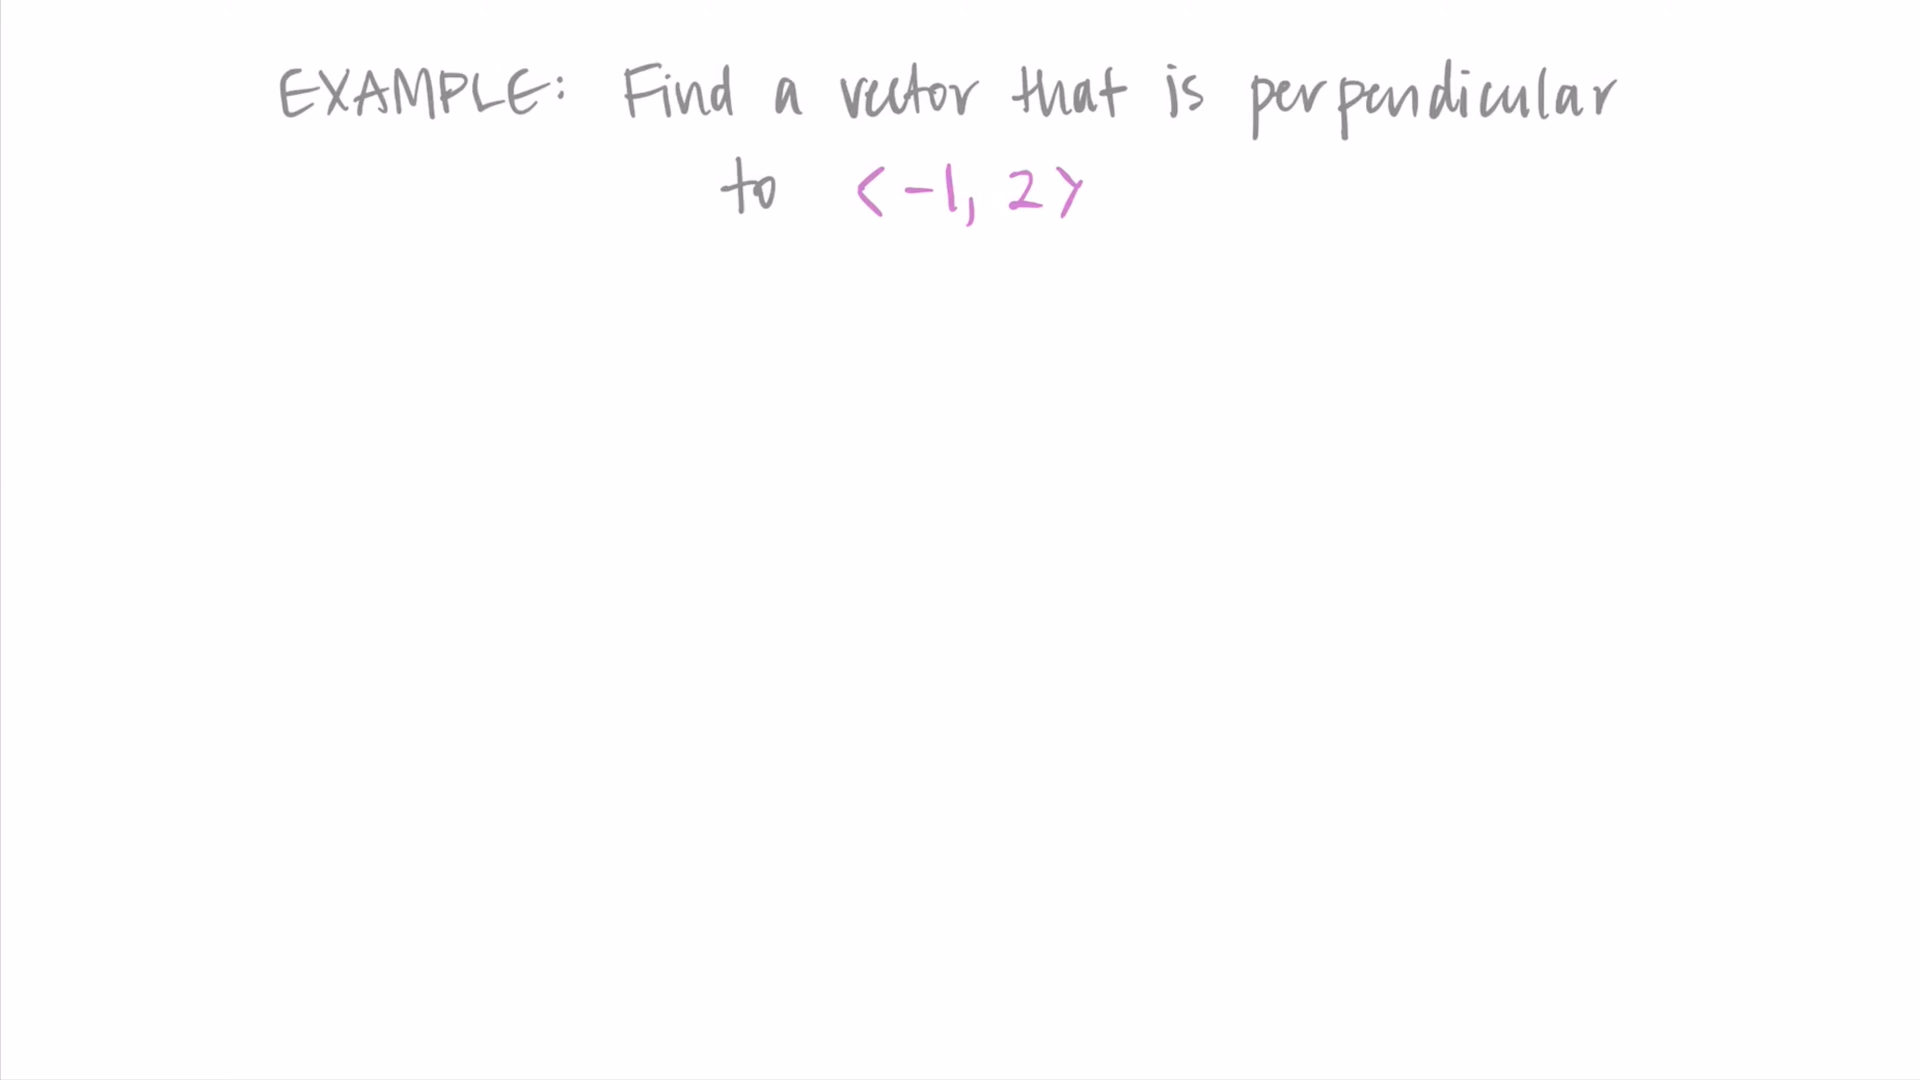 EXAMPLE: Find a vector that is perpendicular
to <-1, 2>